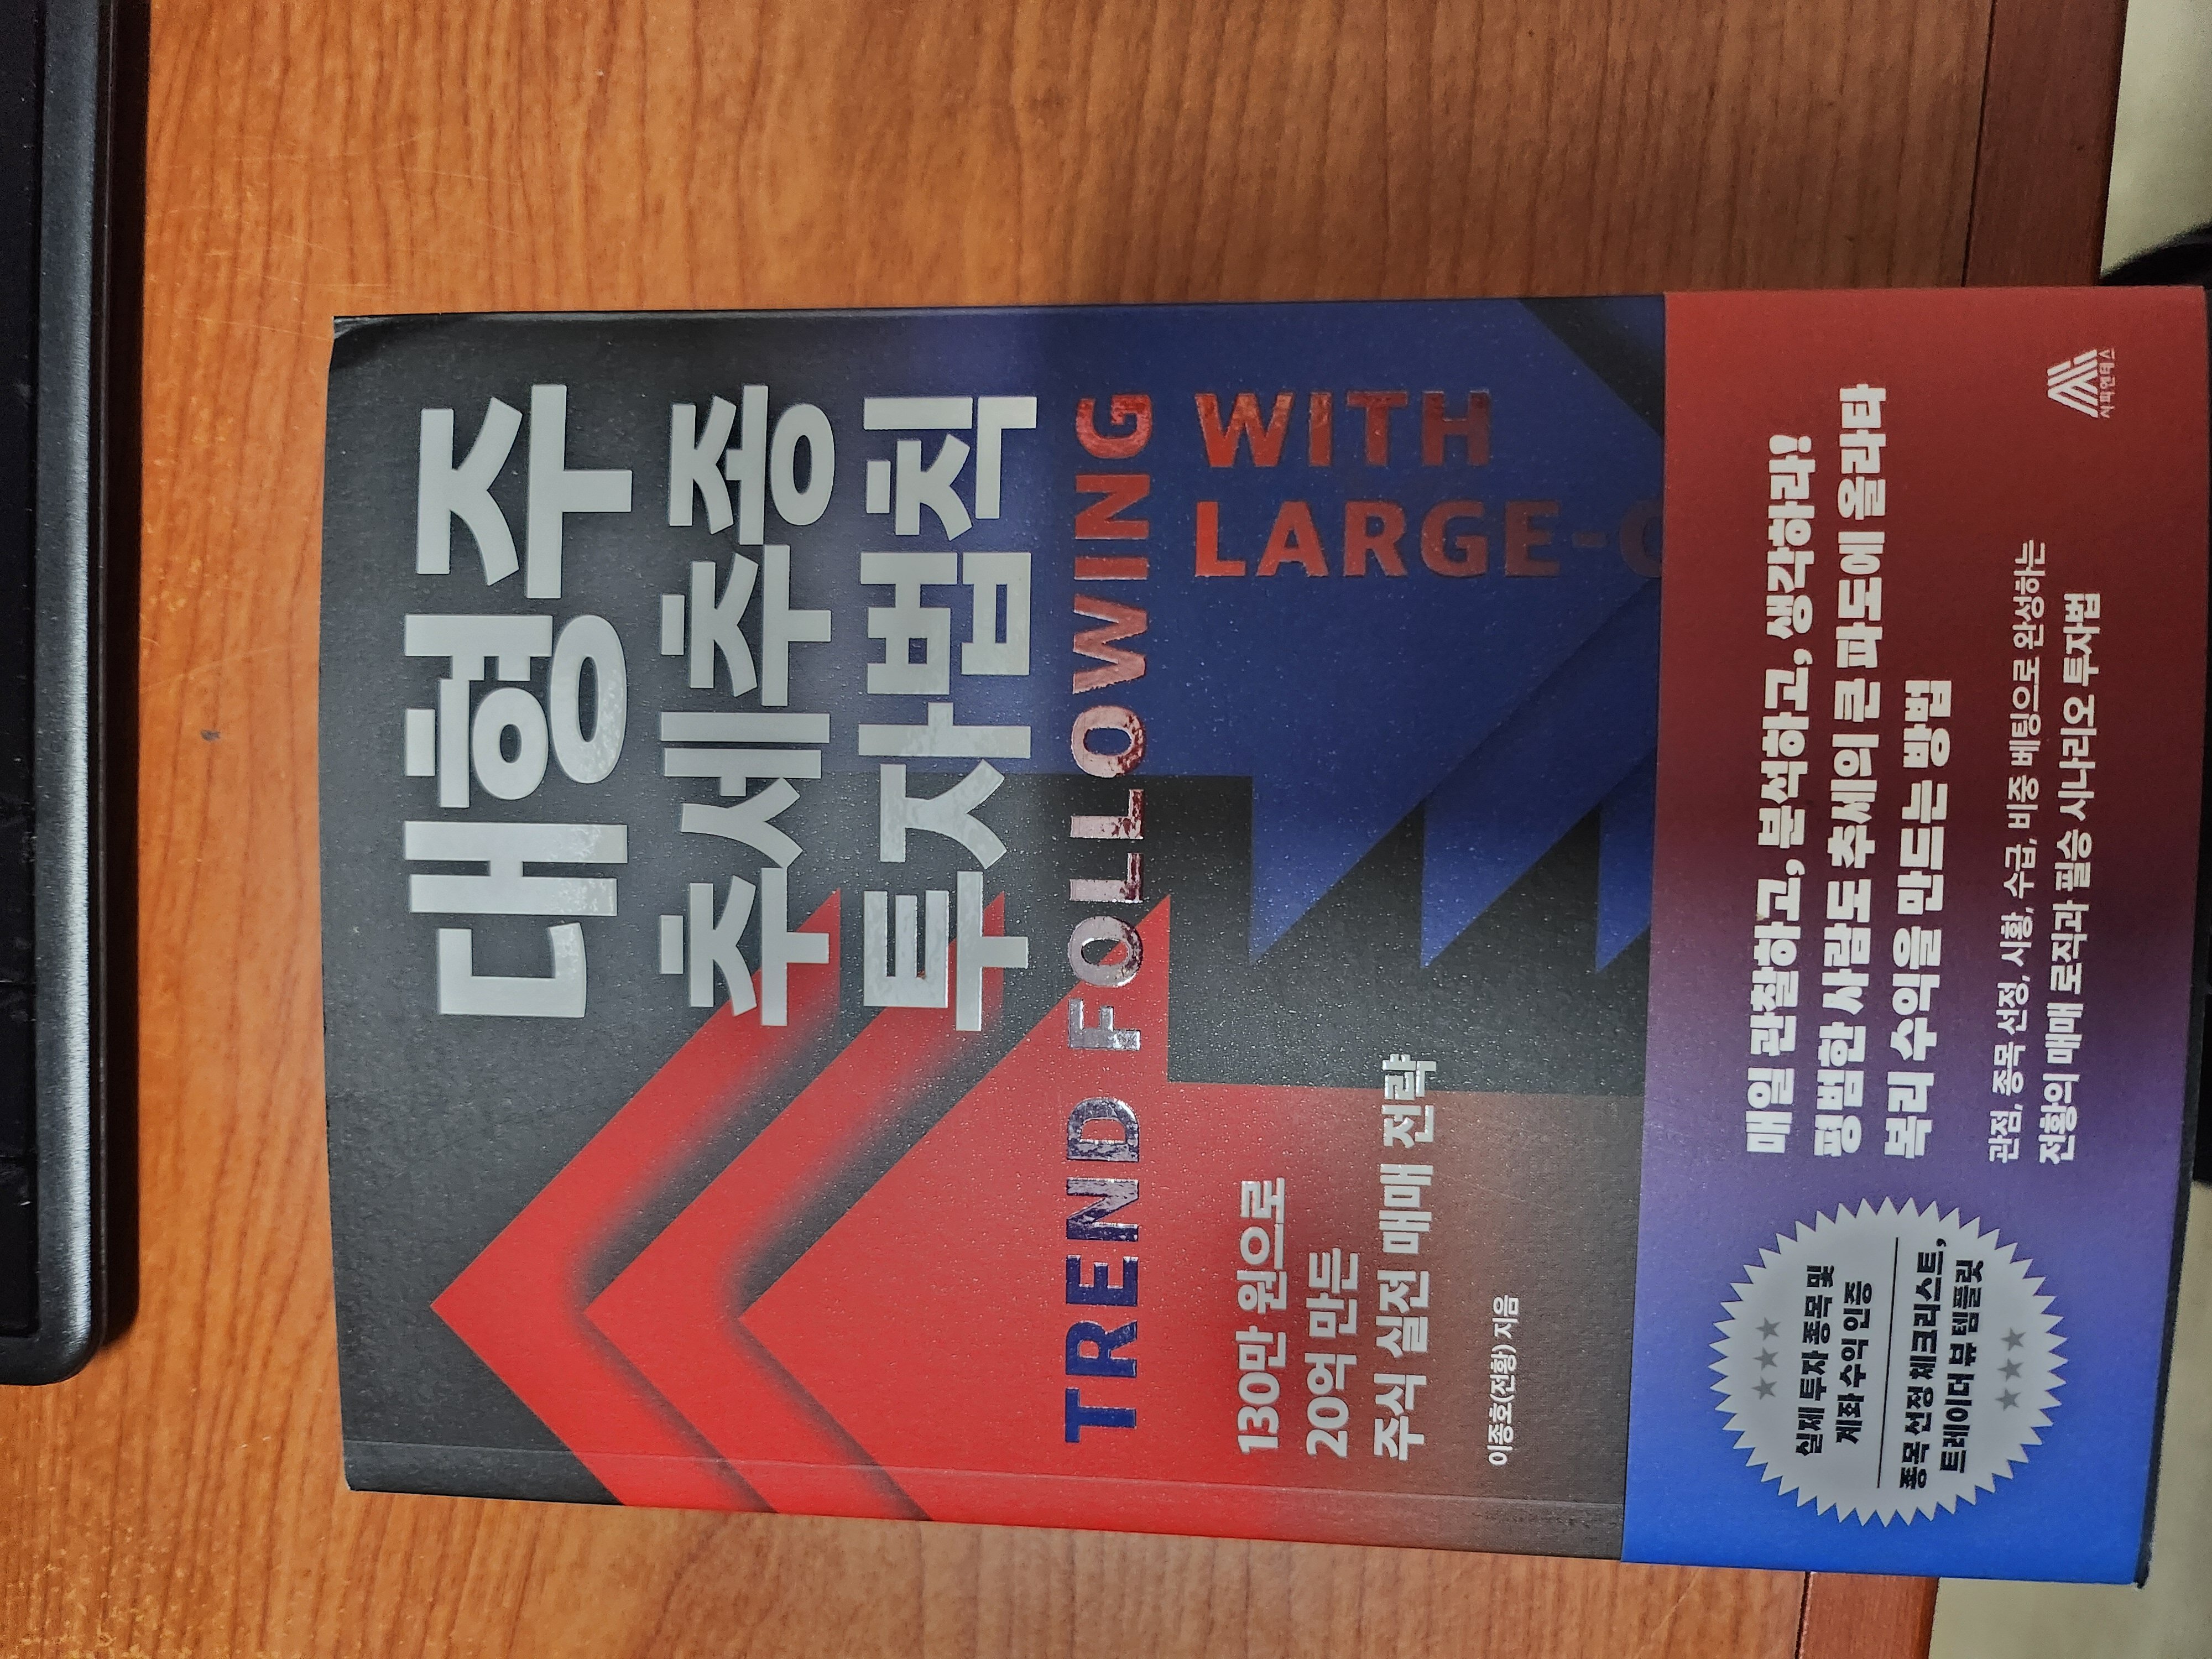 대형주
추세추종
투자법칙
TREND FOLLOWING
WITH
LARGE-C
130만 원으로
20억 만든
주식 실전 매매 전략
이종호(전황) 지음
실제 투자 종목 및
계좌 수익 인증
종목 선정 체크리스트,
트레이더 뷰 템플릿
매일 관찰하고, 분석하고, 생각하라!
평범한 사람도 추세의 큰 파도에 올라타
복리 수익을 만드는 방법
관점, 종목 선정, 시황, 수급, 비중 베팅으로 완성하는
전황의 매매 로직과 필승 시나리오 투자법
시피엔테스